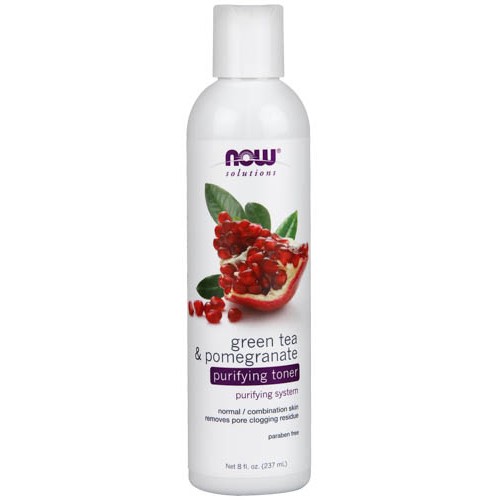 NOW®
solutions
green tea
& pomegranate
purifying toner
purifying system
normal / combination skin
removes pore clogging residue
paraben free
Net 8 fl. oz. (237 mL)